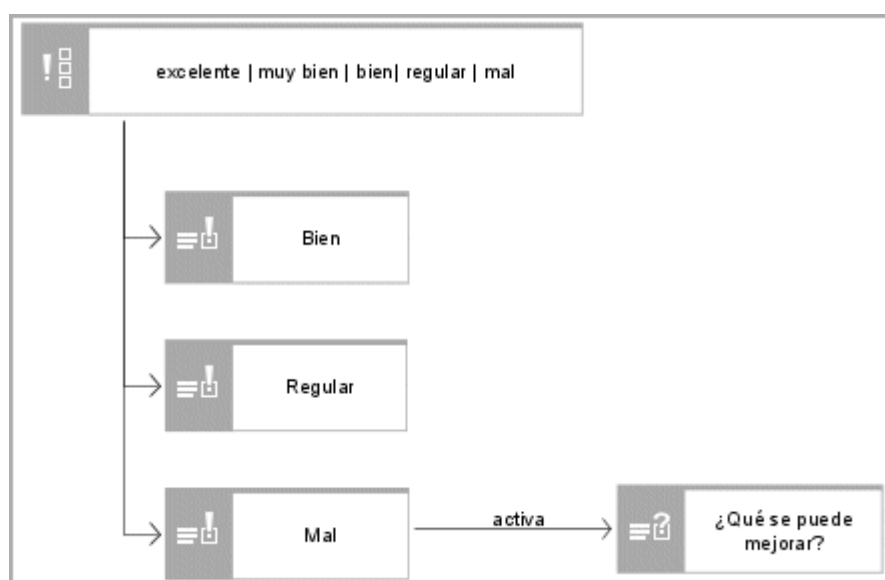 excelente | muy bien | bien| regular | mal
Bien
Regular
Mal
activa
¿Qué se puede
mejorar?